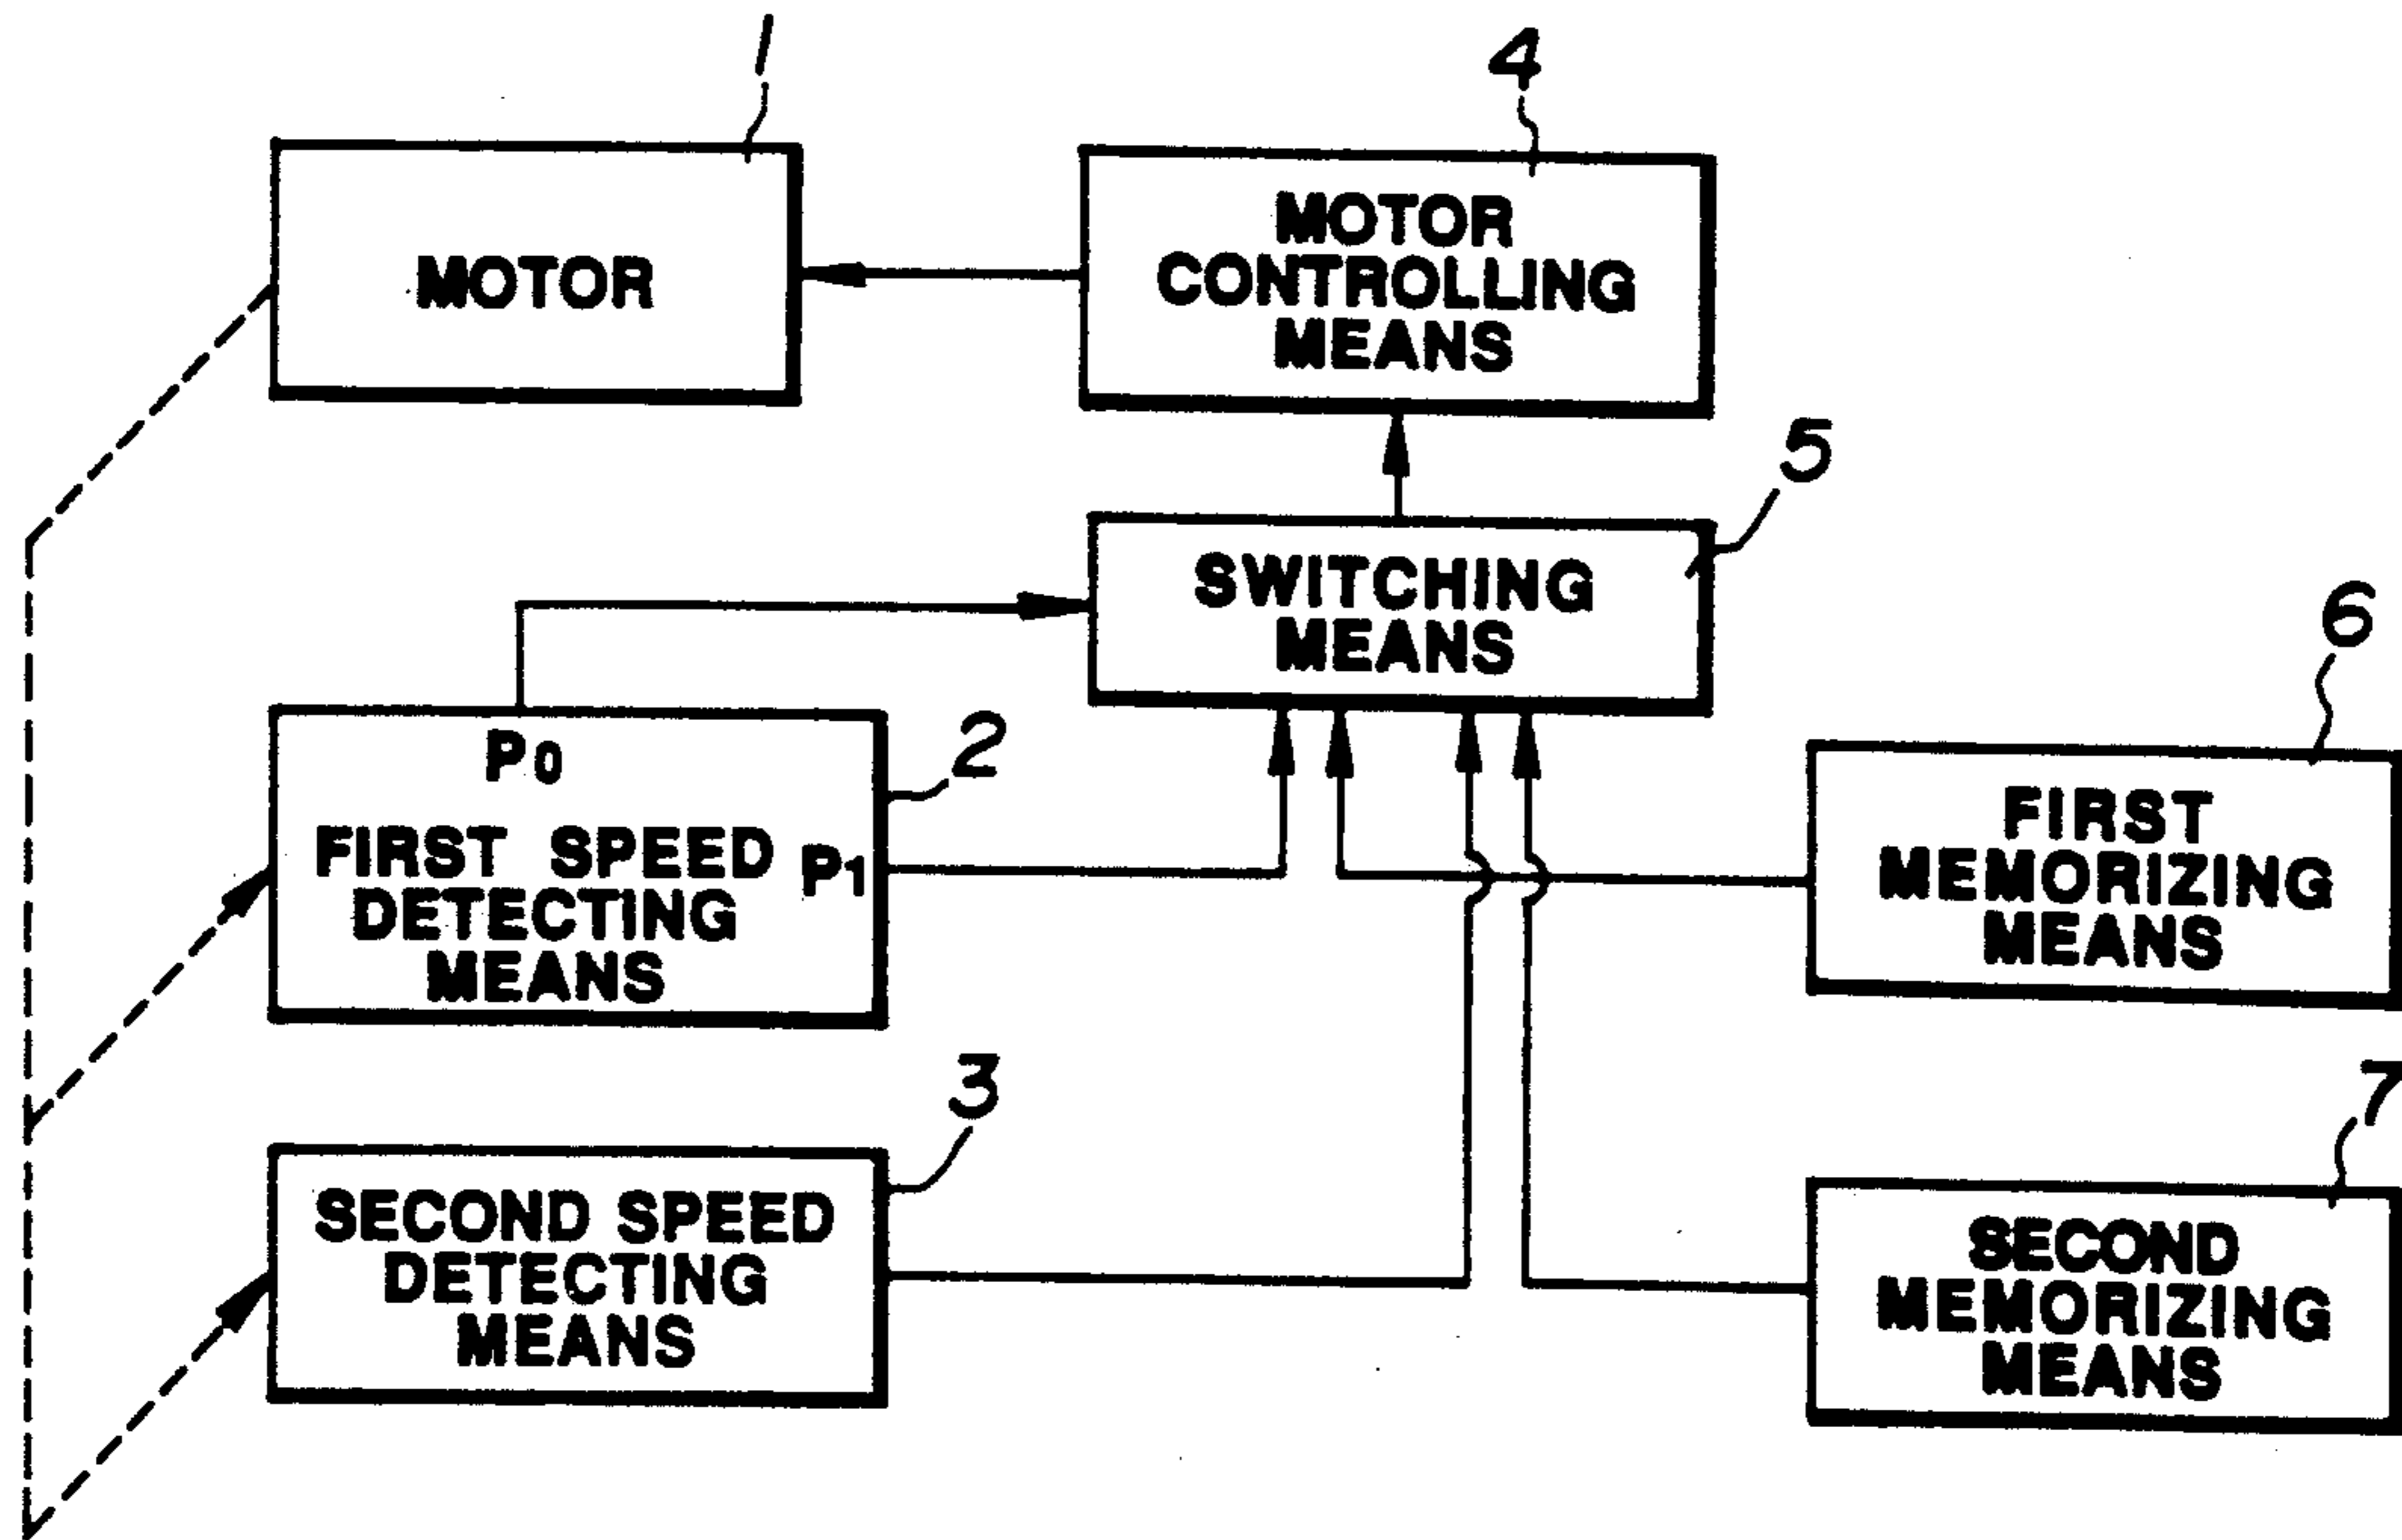 1
4
MOTOR
MOTOR
CONTROLLING
MEANS
5
SWITCHING
MEANS
6
P0
2
FIRST SPEED
DETECTING
MEANS
P1
FIRST
MEMORIZING
MEANS
3
7
SECOND SPEED
DETECTING
MEANS
SECOND
MEMORIZING
MEANS